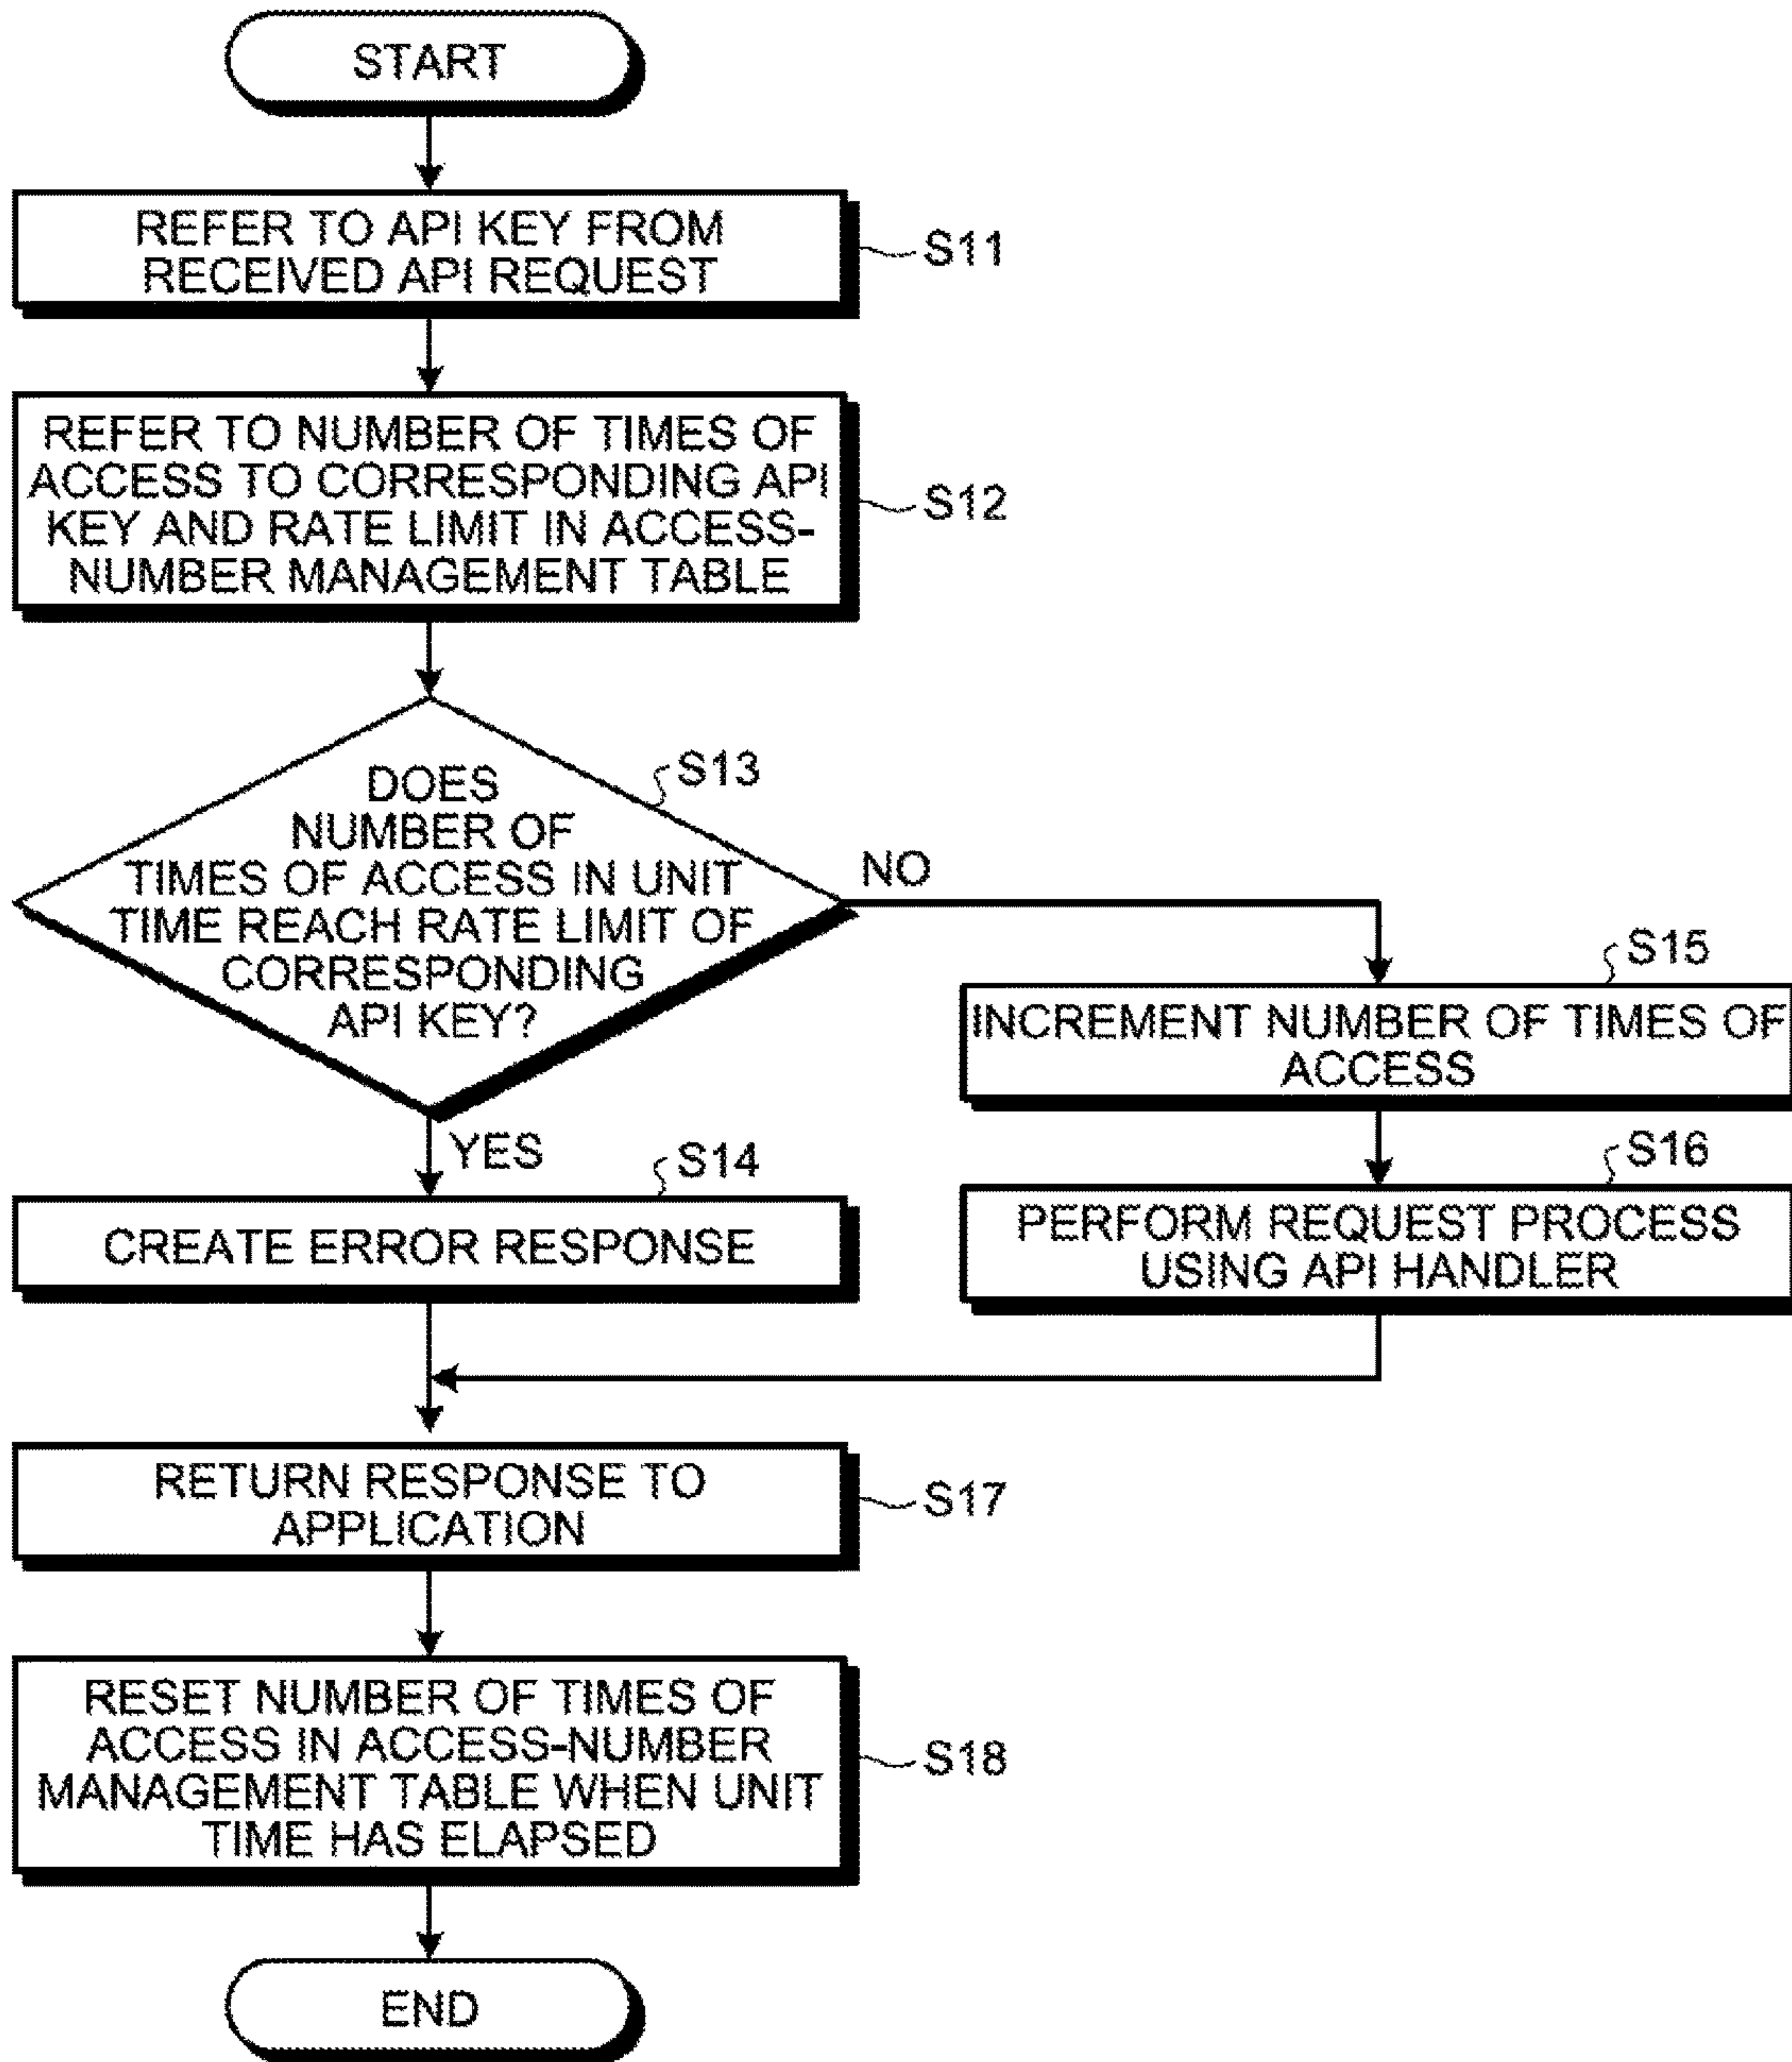 START
REFER TO API KEY FROM
RECEIVED API REQUEST
S11
REFER TO NUMBER OF TIMES OF
ACCESS TO CORRESPONDING API
KEY AND RATE LIMIT IN ACCESS-
NUMBER MANAGEMENT TABLE
S12
DOES
NUMBER OF
TIMES OF ACCESS IN UNIT
TIME REACH RATE LIMIT OF
CORRESPONDING
API KEY?
S13
NO
YES
S14
CREATE ERROR RESPONSE
S15
INCREMENT NUMBER OF TIMES OF
ACCESS
S16
PERFORM REQUEST PROCESS
USING API HANDLER
RETURN RESPONSE TO
APPLICATION
S17
RESET NUMBER OF TIMES OF
ACCESS IN ACCESS-NUMBER
MANAGEMENT TABLE WHEN UNIT
TIME HAS ELAPSED
S18
END